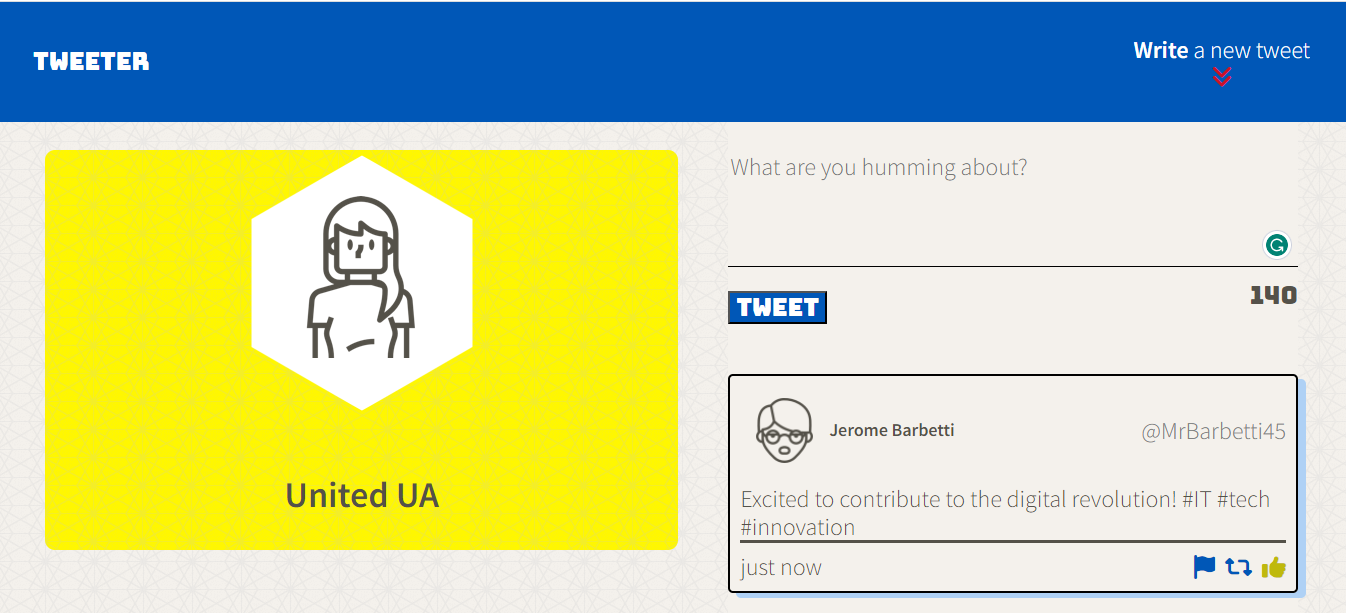 TWEETER
Write a new tweet
What are you humming about?
TWEET
140
United UA
Jerome Barbetti
@MrBarbetti45
Excited to contribute to the digital revolution! #IT #tech
#innovation
just now